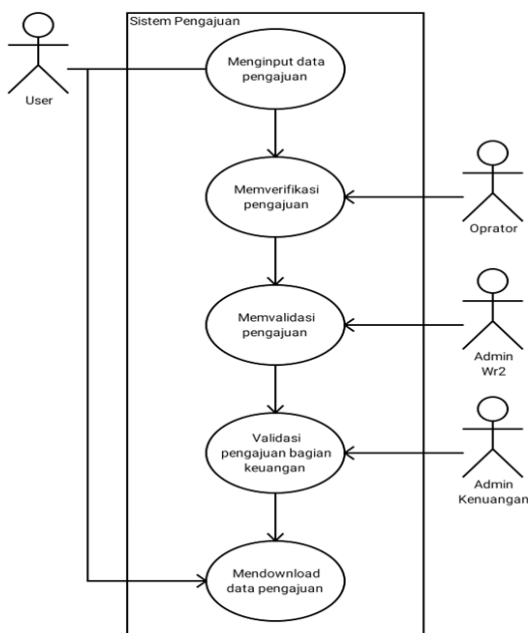 Sistem Pengajuan
User
Menginput data
pengajuan
Memverifikasi
pengajuan
Oprator
Memvalidasi
pengajuan
Admin
Wr2
Validasi
pengajuan bagian
keuangan
Admin
Kenuangan
Mendownload
data pengajuan